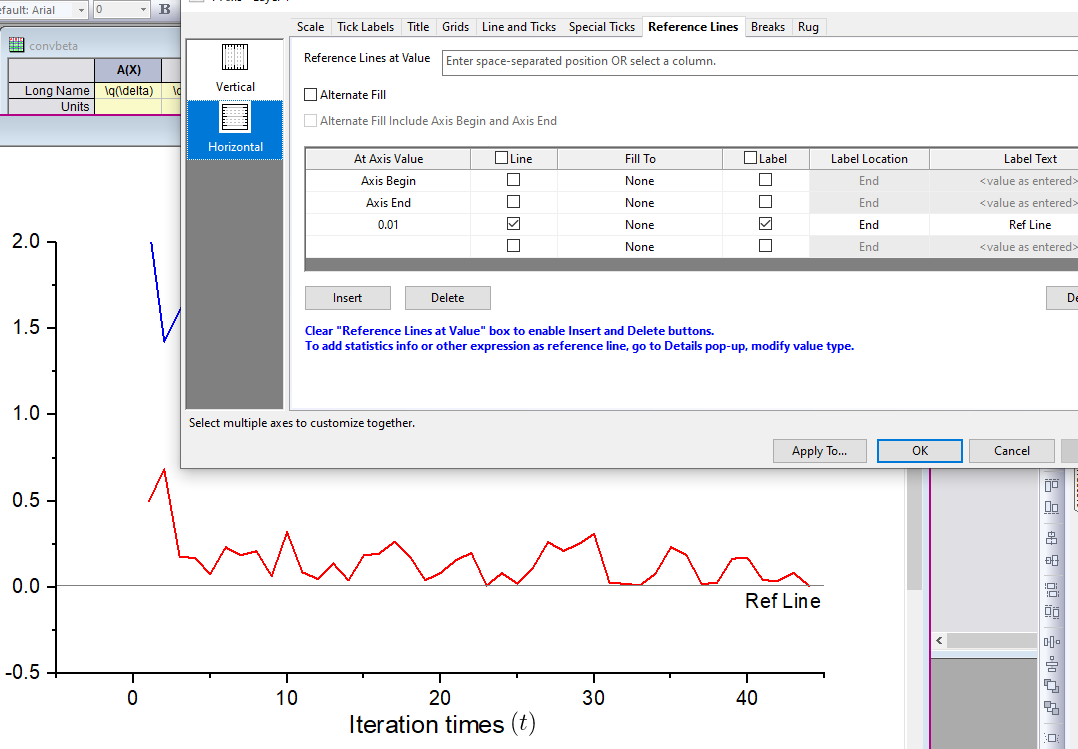 efault: Arial 0 B
Scale Tick Labels Title Grids Line and Ticks Special Ticks Reference Lines Breaks Rug
convbeta
A(X)
Long Name \q(\delta)
Units
Vertical
Horizontal
Reference Lines at Value Enter space-separated position OR select a column.
Alternate Fill
Alternate Fill Include Axis Begin and Axis End
At Axis Value Line Fill To Label Label Location Label Text
Axis Begin None End <value as entered>
Axis End None End <value as entered>
0.01 None End Ref Line
None End <value as entered>
Insert Delete De
Clear "Reference Lines at Value" box to enable Insert and Delete buttons.
To add statistics info or other expression as reference line, go to Details pop-up, modify value type.
Select multiple axes to customize together.
Apply To... OK Cancel
2.0
1.5
1.0
0.5
0.0
-0.5
Ref Line
0 10 20 30 40
Iteration times (t)